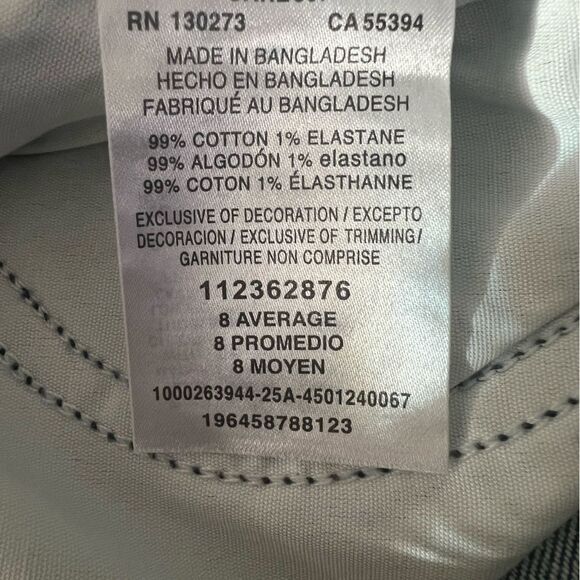 RN 130273 CA 55394
MADE IN BANGLADESH
HECHO EN BANGLADESH
FABRIQUÉ AU BANGLADESH
99% COTTON 1% ELASTANE
99% ALGODÓN 1% elastano
99% COTON 1% ÉLASTHANNE
EXCLUSIVE OF DECORATION / EXCEPTO
DECORACION / EXCLUSIVE OF TRIMMING/
GARNITURE NON COMPRISE
112362876
8 AVERAGE
8 PROMEDIO
8 MOYEN
1000263944-25A-4501240067
196458788123